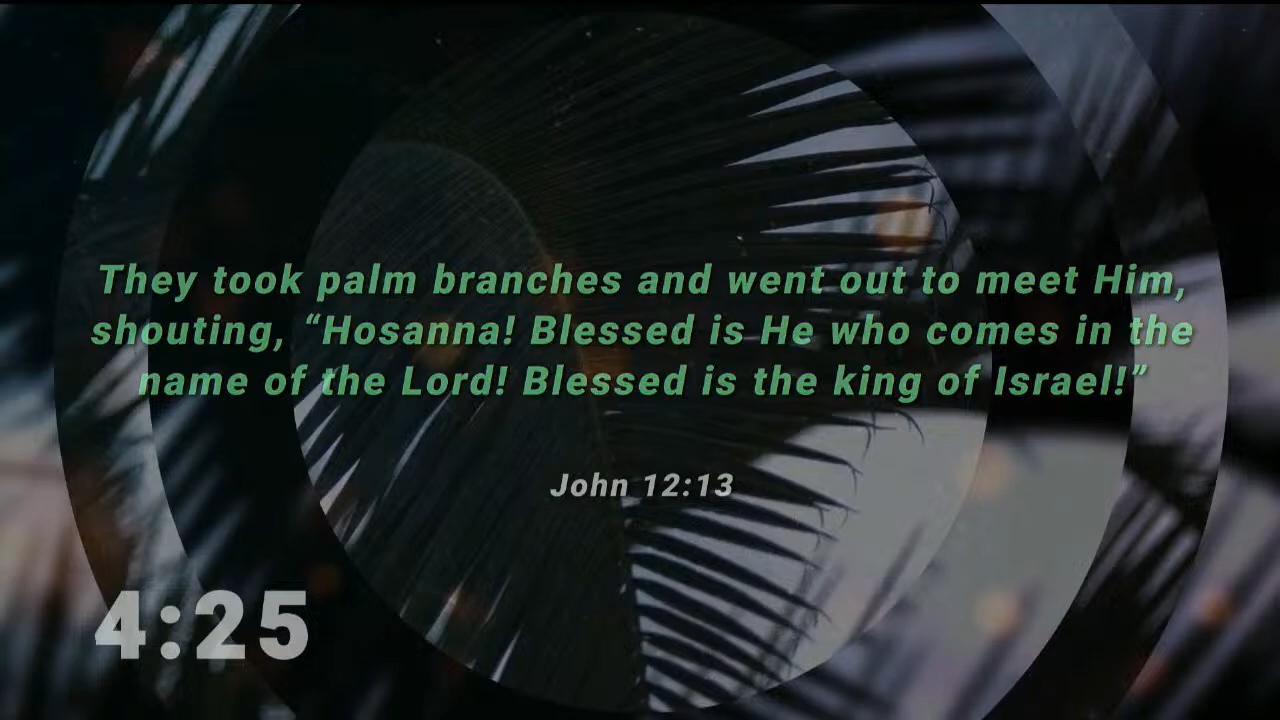 They took palm branches and went out to meet Him,
shouting, “Hosanna! Blessed is He who comes in the
name of the Lord! Blessed is the king of Israel!”
John 12:13
4:25